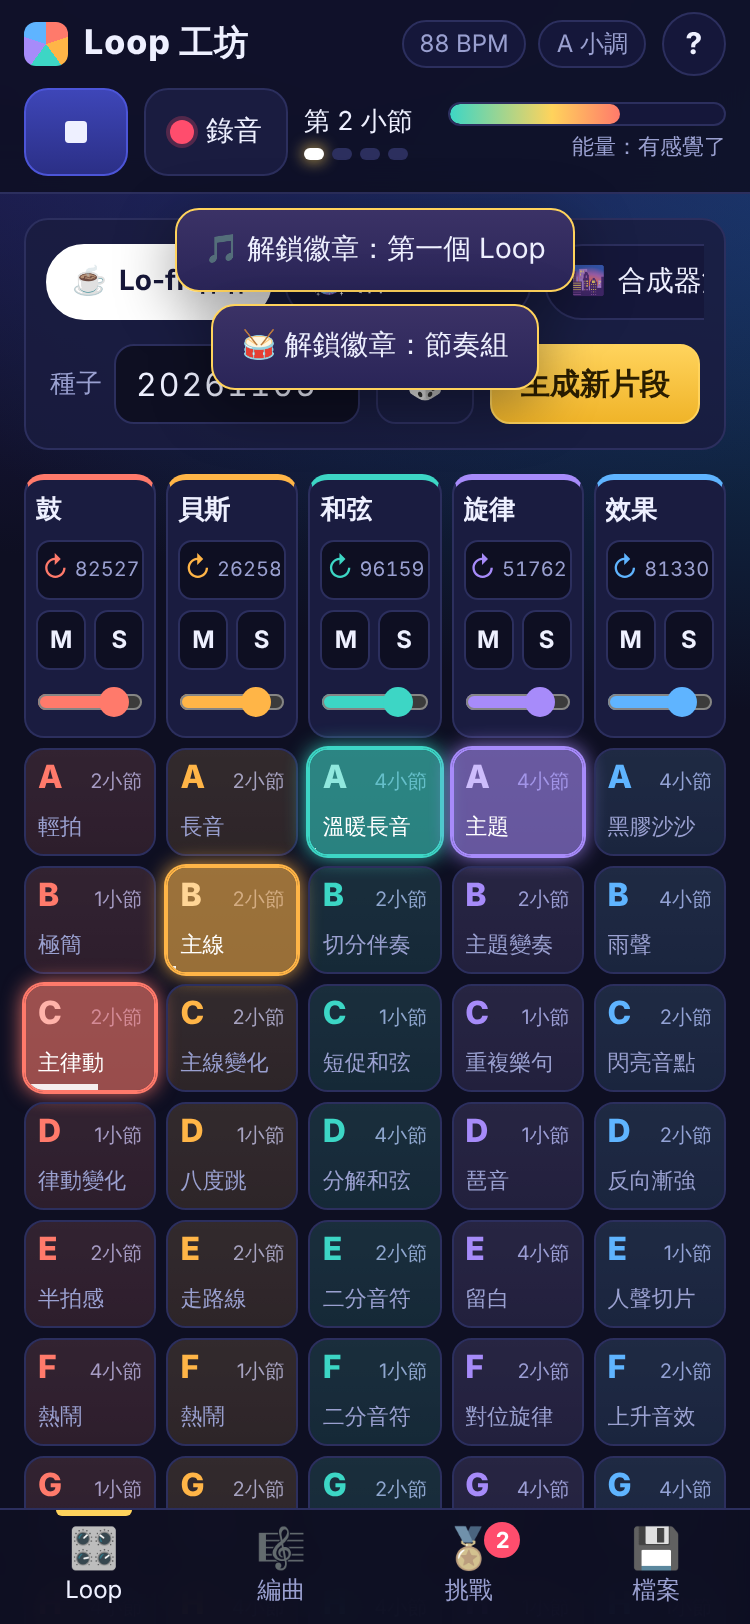 Loop 工坊
88 BPM
A 小調
?
錄音
第 2 小節
能量：有感覺了
🎵 解鎖徽章：第一個 Loop
Lo-fi
合成器
🥁 解鎖徽章：節奏組
種子
生成新片段
鼓 貝斯 和弦 旋律 效果
82527 26258 96159 51762 81330
M S M S M S M S M S
A 2小節 A 2小節 A 4小節 A 4小節 A 4小節
輕拍 長音 溫暖長音 主題 黑膠沙沙
B 1小節 B 2小節 B 2小節 B 2小節 B 4小節
極簡 主線 切分伴奏 主題變奏 雨聲
C 2小節 C 2小節 C 1小節 C 1小節 C 2小節
主律動 主線變化 短促和弦 重複樂句 閃亮音點
D 1小節 D 1小節 D 4小節 D 1小節 D 2小節
律動變化 八度跳 分解和弦 琶音 反向漸強
E 2小節 E 2小節 E 2小節 E 4小節 E 1小節
半拍感 走路線 二分音符 留白 人聲切片
F 4小節 F 1小節 F 1小節 F 2小節 F 2小節
熱鬧 熱鬧 二分音符 對位旋律 上升音效
G 1小節 G 2小節 G 2小節 G 4小節 G 4小節
2
Loop 編曲 挑戰 檔案